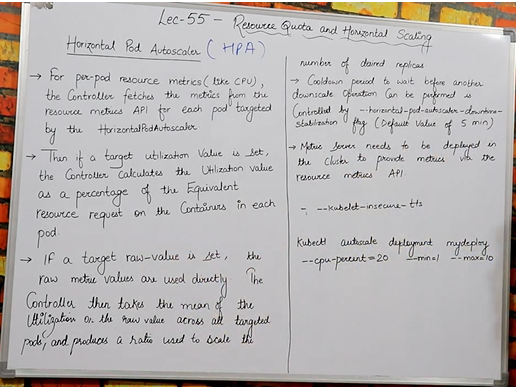 Lec-55 - Resource Quota and Horizontal Scaling
Horizontal Pod Autoscaler (HPA)
→ For per-pod resource metrics (like CPU),
the Controller fetches the metrics from the
resource metrics API for each pod targeted
by the HorizontalPodAutoscaler
→ Then if a target utilization Value is set,
the Controller calculates the Utilization value
as a percentage of the Equivalent
resource request on the Containers in each
pod.
→ If a target raw-value is set, the
raw metric values are used directly. The
Controller then takes the mean of the
Utilization or the raw value across all targeted
pods, and produces a ratio used to scale the
number of daired replicas
→ Cooldown period to wait before another
downscale Operation Can be performed is
Controlled by --horizontal-pod-autoscaler-downscale-
stabilization flag (Default value of 5 min)
→ Metric Server needs to be deployed in
the Cluster to provide metrics via the
resource metrics API.
- --kubelet-insecure-tls
Kubectl autoscale deployment mydeploy
--cpu-percent=20 --min=1 --max=10